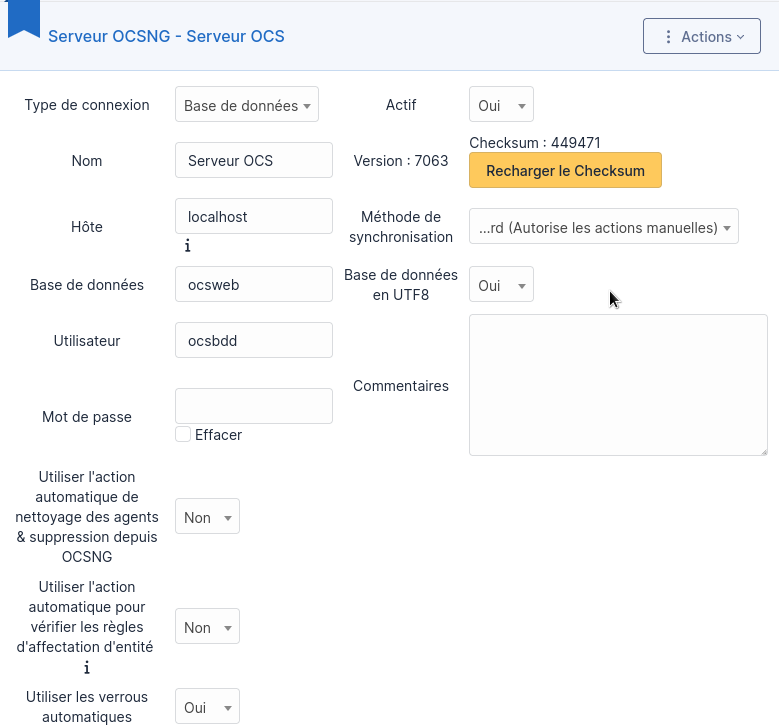 Serveur OCSNG - Serveur OCS
Actions
Type de connexion
Base de données
Actif
Oui
Nom
Serveur OCS
Version : 7063
Checksum : 449471
Recharger le Checksum
Hôte
localhost
Méthode de
synchronisation
...rd (Autorise les actions manuelles)
Base de données
ocsweb
Base de données
en UTF8
Oui
Utilisateur
ocsbdd
Commentaires
Mot de passe
Effacer
Utiliser l'action
automatique de
nettoyage des agents
& suppression depuis
OCSNG
Non
Utiliser l'action
automatique pour
vérifier les règles
d'affectation d'entité
Non
Utiliser les verrous
automatiques
Oui